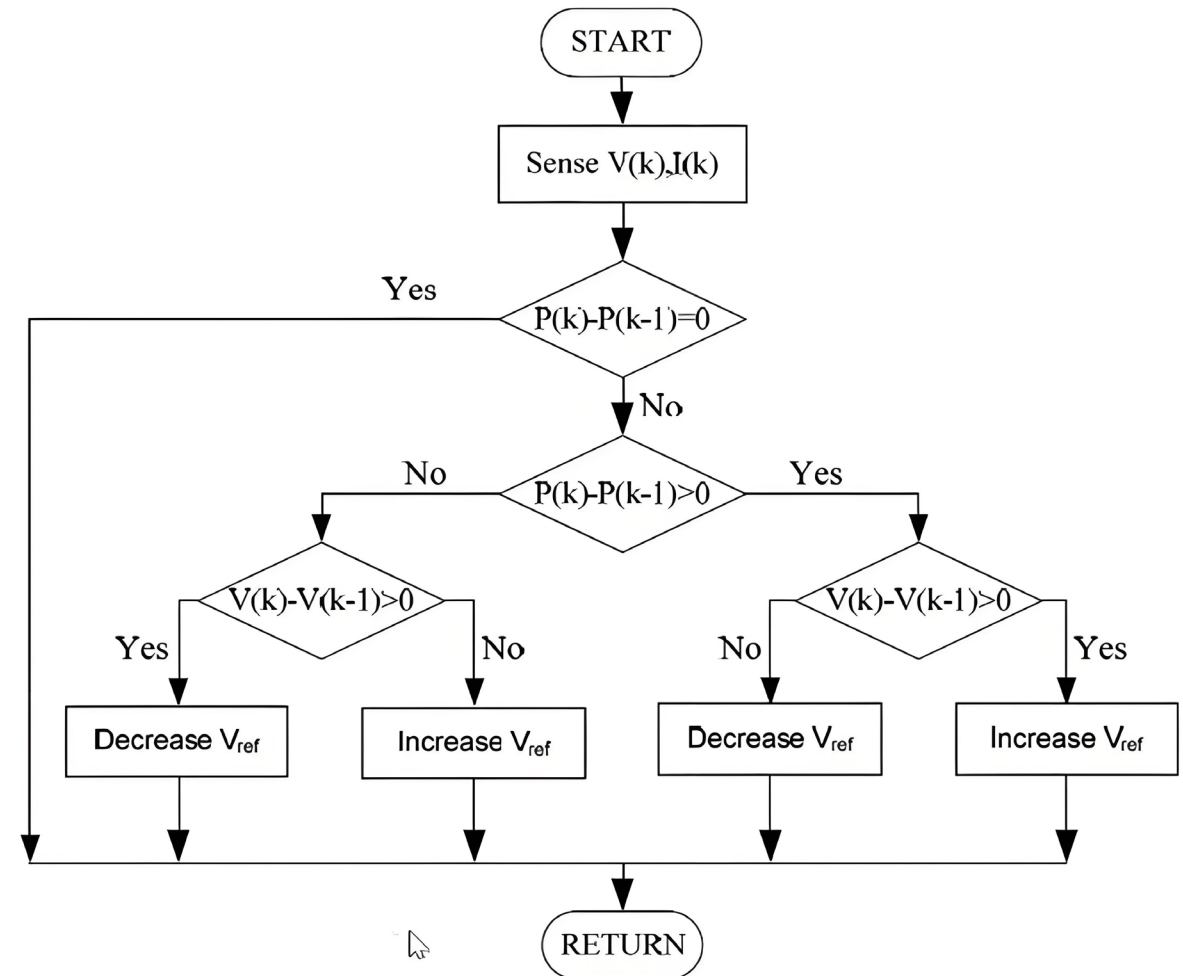 START
Sense V(k),I(k)
Yes
P(k)-P(k-1)=0
No
No
P(k)-P(k-1)>0
Yes
V(k)-V(k-1)>0
V(k)-V(k-1)>0
Yes
No
No
Yes
Decrease Vref
Increase Vref
Decrease Vref
Increase Vref
RETURN